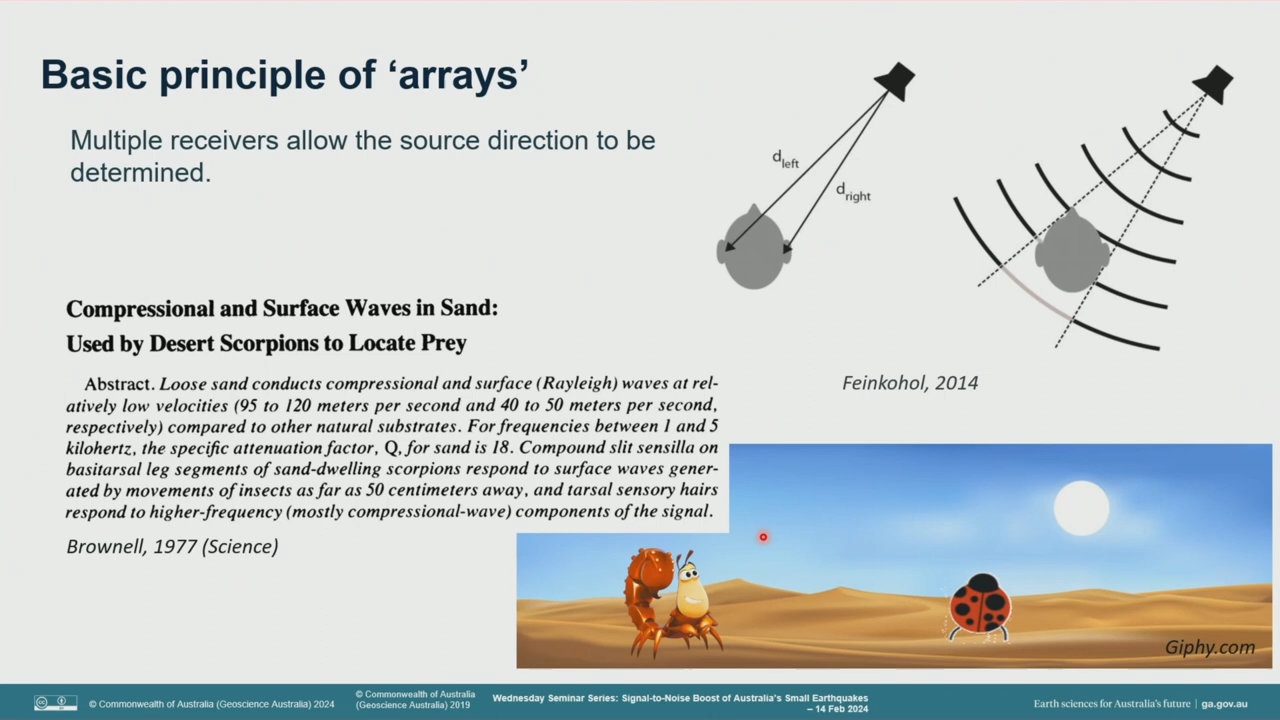 Basic principle of ‘arrays’
Multiple receivers allow the source direction to be
determined.
d left
d right
Feinkohol, 2014
Compressional and Surface Waves in Sand:
Used by Desert Scorpions to Locate Prey
Abstract. Loose sand conducts compressional and surface (Rayleigh) waves at rel-
atively low velocities (95 to 120 meters per second and 40 to 50 meters per second,
respectively) compared to other natural substrates. For frequencies between 1 and 5
kilohertz, the specific attenuation factor, Q, for sand is 18. Compound slit sensilla on
basitarsal leg segments of sand-dwelling scorpions respond to surface waves gener-
ated by movements of insects as far as 50 centimeters away, and tarsal sensory hairs
respond to higher-frequency (mostly compressional-wave) components of the signal.
Brownell, 1977 (Science)
Giphy.com
© Commonwealth of Australia (Geoscience Australia) 2024
© Commonwealth of Australia
(Geoscience Australia) 2019
Wednesday Seminar Series: Signal-to-Noise Boost of Australia's Small Earthquakes
– 14 Feb 2024
Earth sciences for Australia's future | ga.gov.au